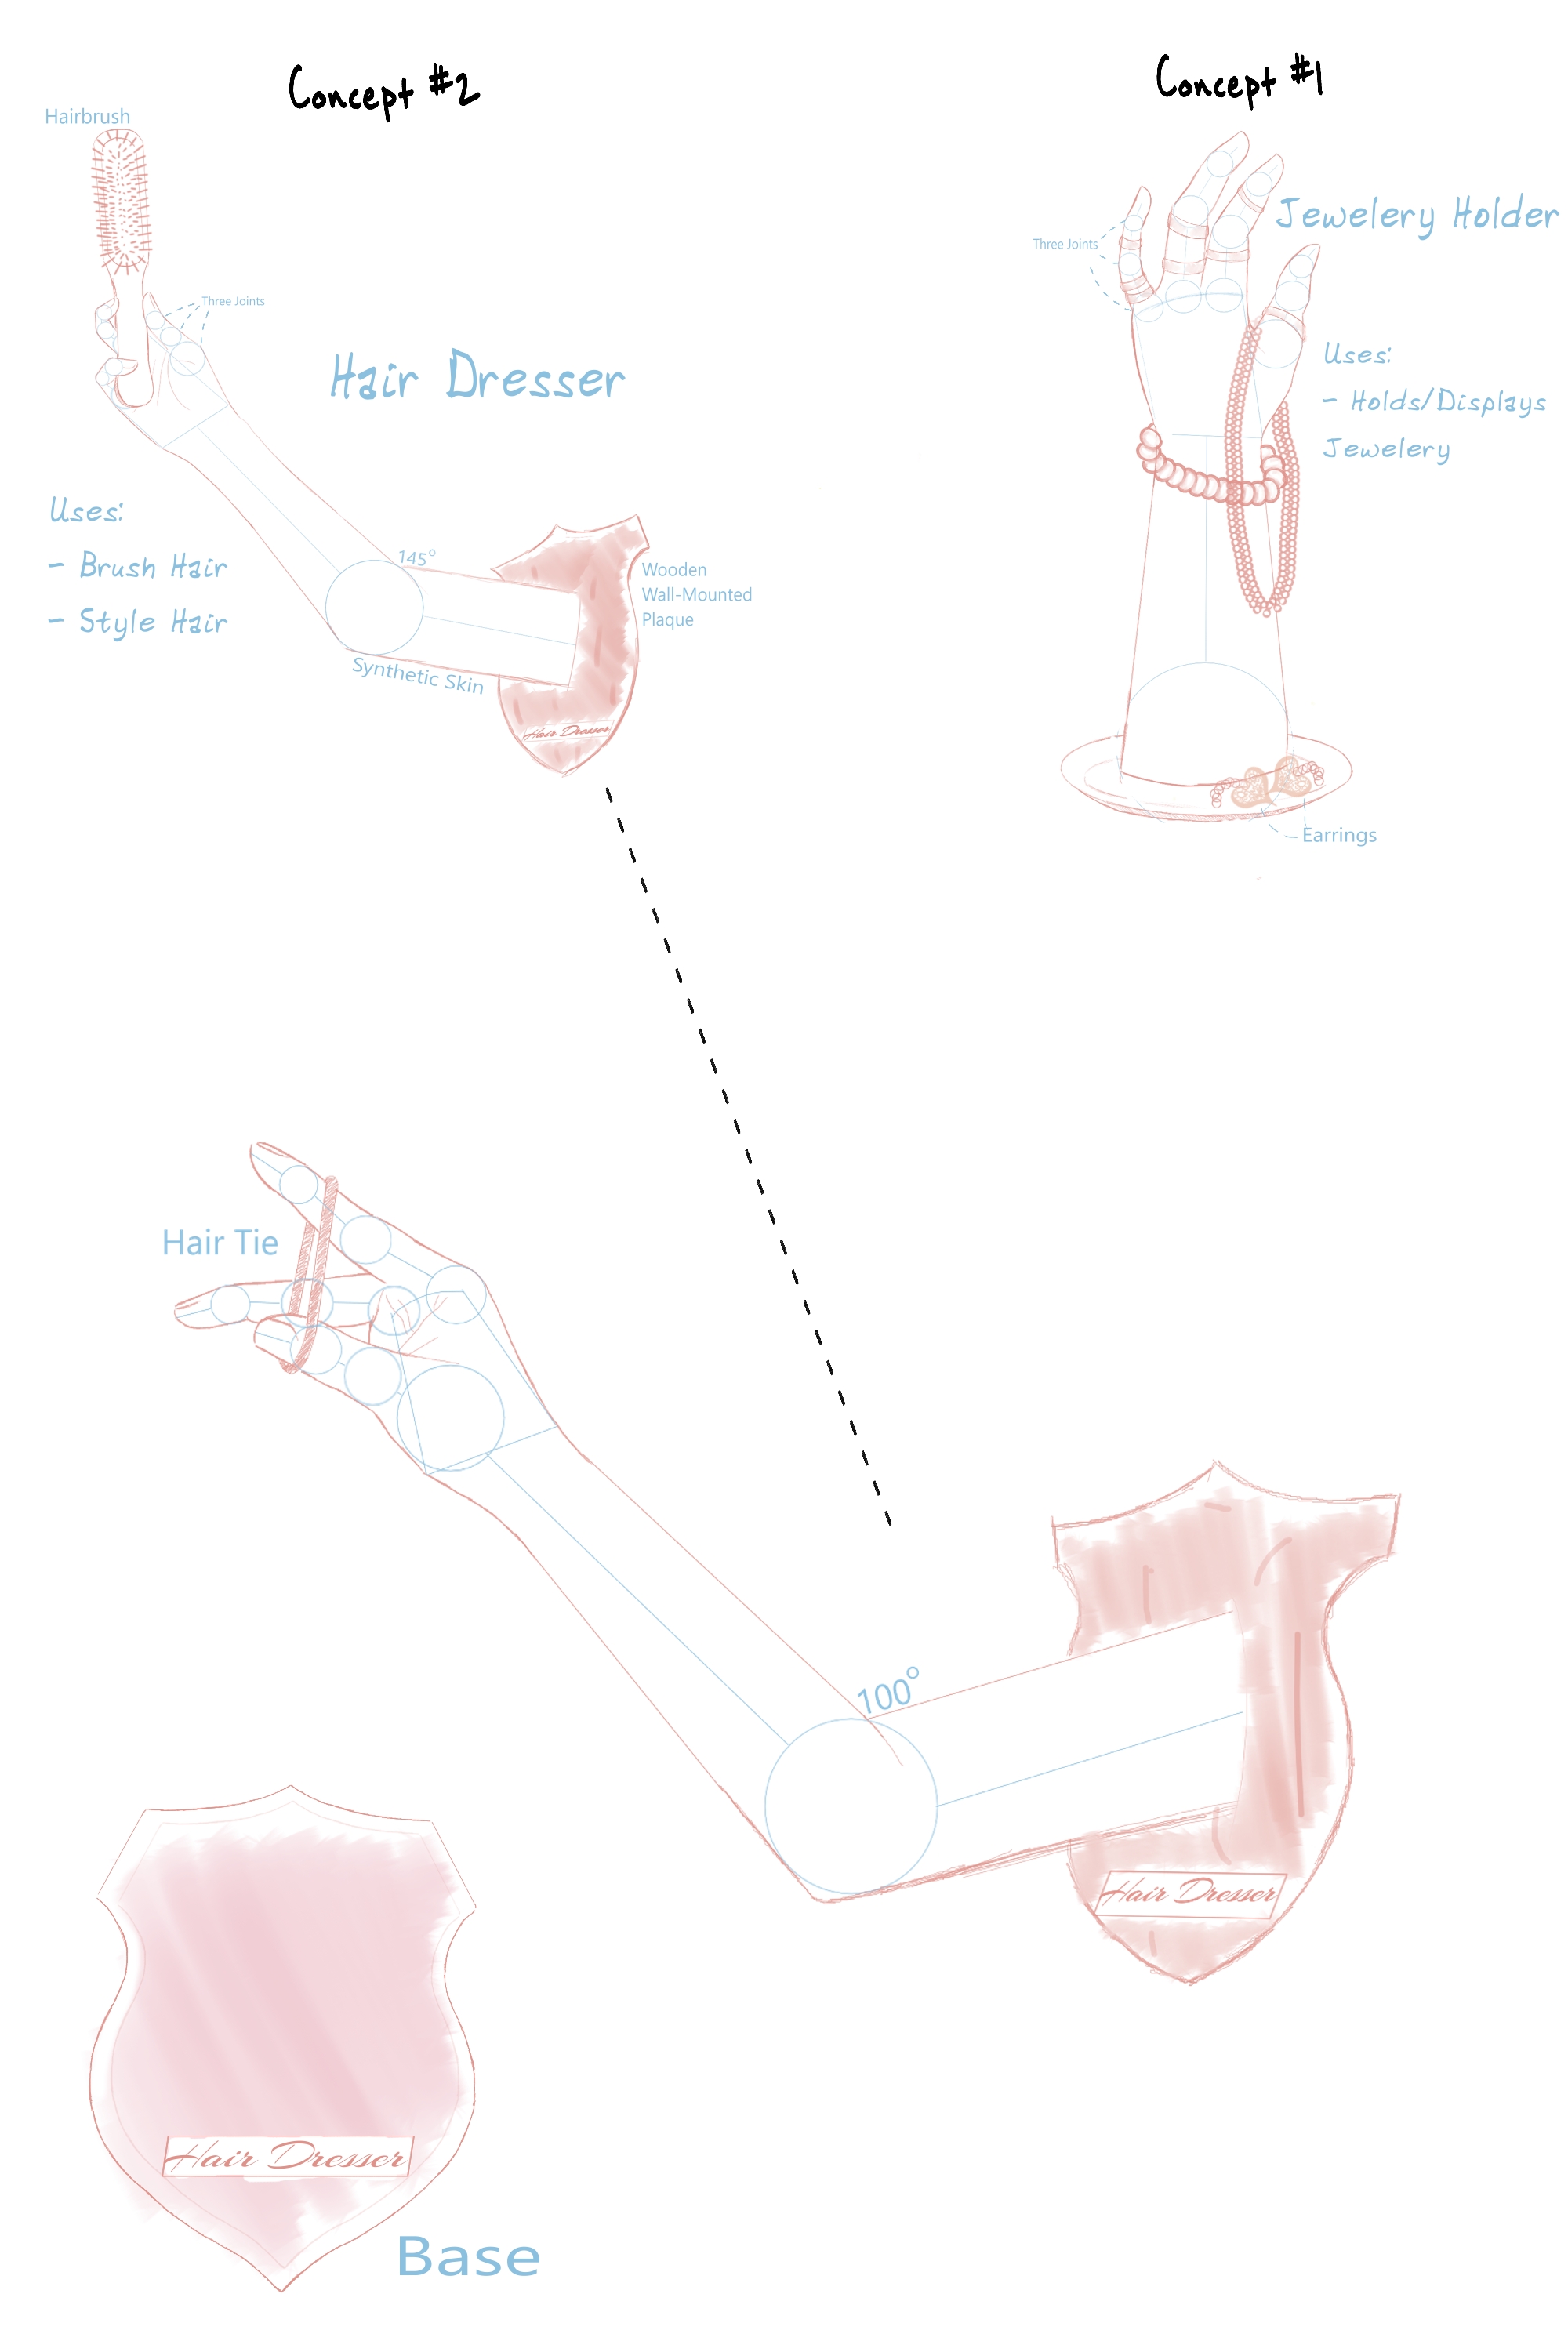 Concept #2
Hairbrush
Three Joints
Hair Dresser
Uses:
- Brush Hair
- Style Hair
145°
Synthetic Skin
Wooden
Wall-Mounted
Plaque
Hair Dresser
Concept #1
Jewelery Holder
Three Joints
Uses:
- Holds/Displays
Jewelery
Earrings
Hair Tie
100°
Hair Dresser
Hair Dresser
Base